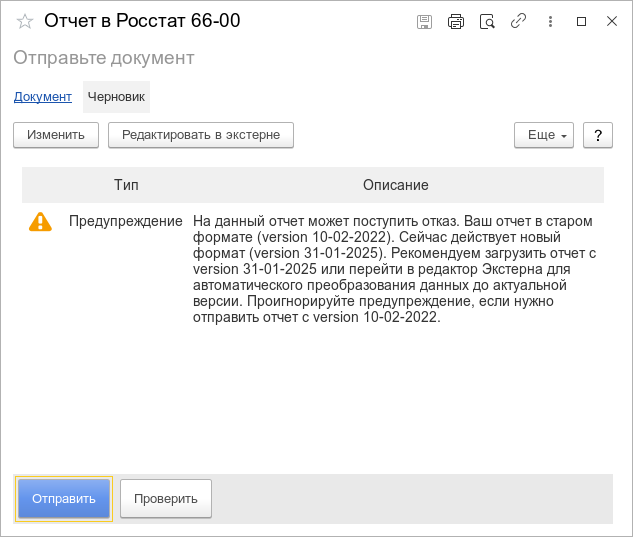 Отчет в Росстат 66-00
Отправьте документ
Документ Черновик
Изменить Редактировать в экстерне Еще ?
Тип Описание
Предупреждение На данный отчет может поступить отказ. Ваш отчет в старом
формате (version 10-02-2022). Сейчас действует новый
формат (version 31-01-2025). Рекомендуем загрузить отчет с
version 31-01-2025 или перейти в редактор Экстерна для
автоматического преобразования данных до актуальной
версии. Проигнорируйте предупреждение, если нужно
отправить отчет с version 10-02-2022.
Отправить Проверить